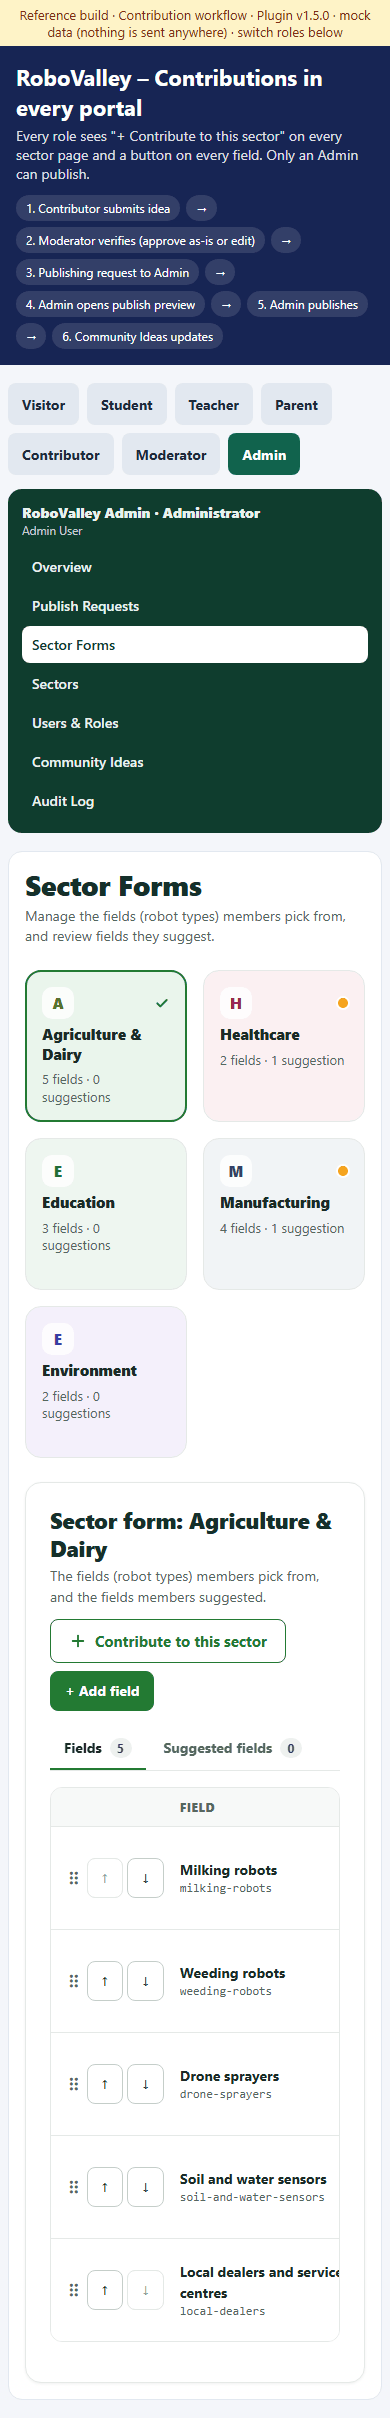 Reference build · Contribution workflow · Plugin v1.5.0 · mock
data (nothing is sent anywhere) · switch roles below
RoboValley – Contributions in
every portal
Every role sees "+ Contribute to this sector" on every
sector page and a button on every field. Only an Admin
can publish.
1. Contributor submits idea →
2. Moderator verifies (approve as-is or edit) →
3. Publishing request to Admin →
4. Admin opens publish preview → 5. Admin publishes
→ 6. Community Ideas updates
Visitor Student Teacher Parent
Contributor Moderator Admin
RoboValley Admin · Administrator
Admin User
Overview
Publish Requests
Sector Forms
Sectors
Users & Roles
Community Ideas
Audit Log
Sector Forms
Manage the fields (robot types) members pick from,
and review fields they suggest.
A
Agriculture &
Dairy
5 fields · 0
suggestions
H
Healthcare
2 fields · 1 suggestion
E
Education
3 fields · 0
suggestions
M
Manufacturing
4 fields · 1 suggestion
E
Environment
2 fields · 0
suggestions
Sector form: Agriculture &
Dairy
The fields (robot types) members pick from,
and the fields members suggested.
+ Contribute to this sector
+ Add field
Fields 5 Suggested fields 0
FIELD
↑ ↓ Milking robots
milking-robots
↑ ↓ Weeding robots
weeding-robots
↑ ↓ Drone sprayers
drone-sprayers
↑ ↓ Soil and water sensors
soil-and-water-sensors
↑ ↓ Local dealers and service
centres
local-dealers